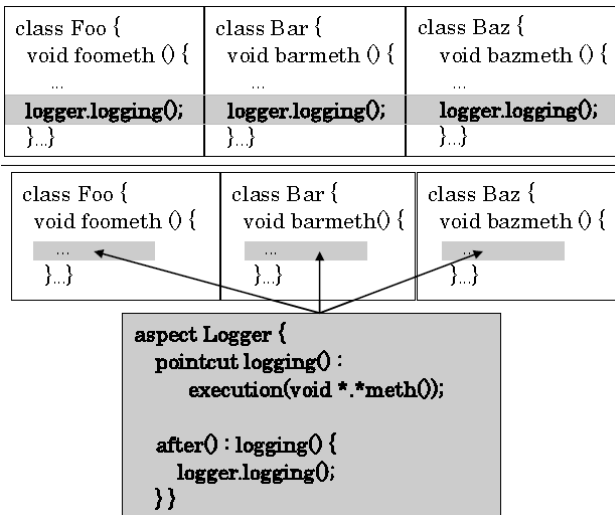 class Foo {
void foometh () {
...
logger.logging();
}...}
class Bar {
void barmeth () {
...
logger.logging();
}...}
class Baz {
void bazmeth () {
...
logger.logging();
}...}
class Foo {
void foometh () {
...
}...}
class Bar {
void barmeth() {
...
}...}
class Baz {
void bazmeth () {
...
}...}
aspect Logger {
pointcut logging() :
execution(void *.*meth());
after() : logging() {
logger.logging();
} }